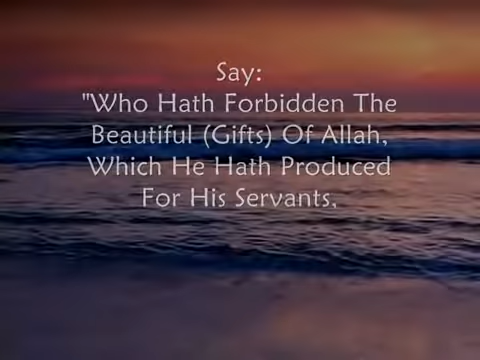 Say:
"Who Hath Forbidden The
Beautiful (Gifts) Of Allah,
Which He Hath Produced
For His Servants,